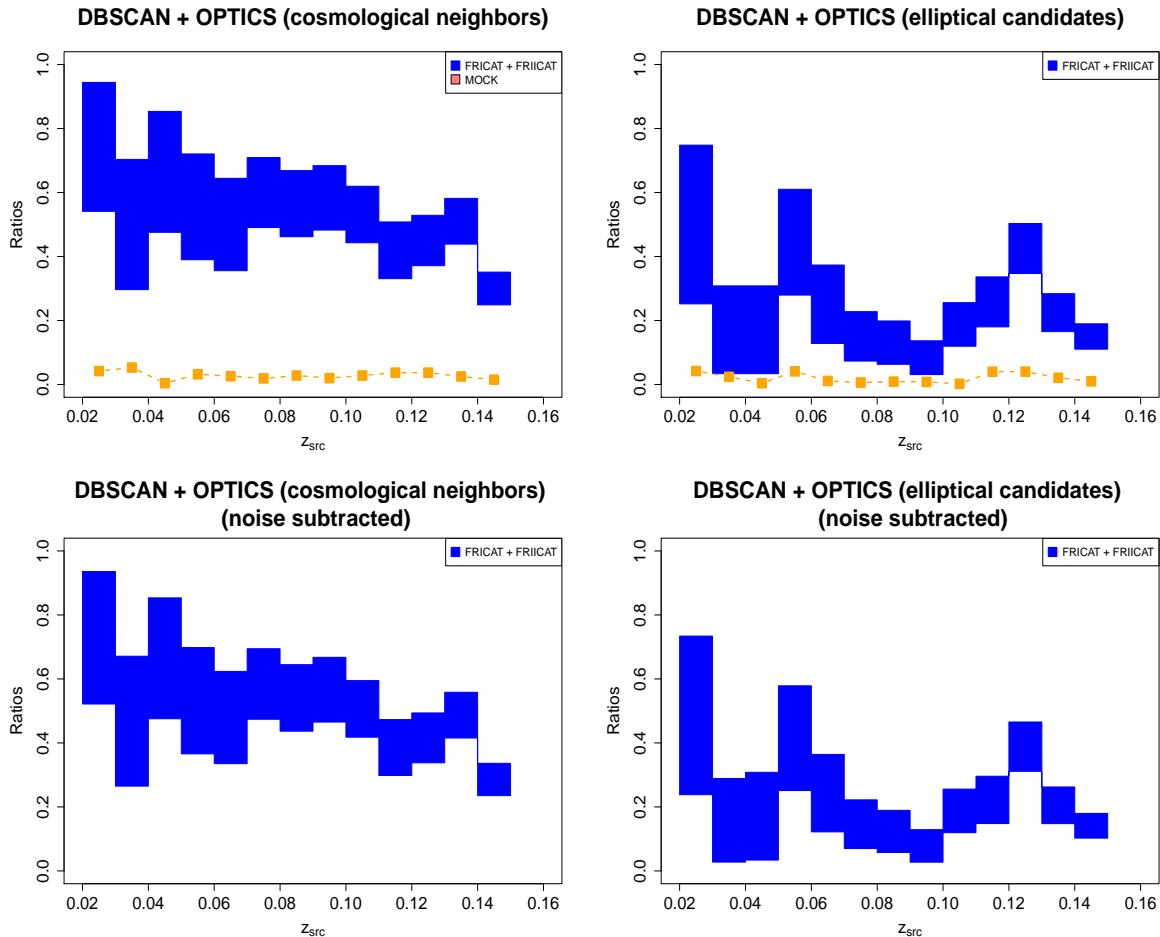 DBSCAN + OPTICS (cosmological neighbors)
FRICAT + FRIICAT
MOCK
Ratios
1.0
0.8
0.6
0.4
0.2
0.0
0.02 0.04 0.06 0.08 0.10 0.12 0.14 0.16
z_src
DBSCAN + OPTICS (elliptical candidates)
FRICAT + FRIICAT
Ratios
1.0
0.8
0.6
0.4
0.2
0.0
0.02 0.04 0.06 0.08 0.10 0.12 0.14 0.16
z_src
DBSCAN + OPTICS (cosmological neighbors)
(noise subtracted)
FRICAT + FRIICAT
Ratios
1.0
0.8
0.6
0.4
0.2
0.0
0.02 0.04 0.06 0.08 0.10 0.12 0.14 0.16
z_src
DBSCAN + OPTICS (elliptical candidates)
(noise subtracted)
FRICAT + FRIICAT
Ratios
1.0
0.8
0.6
0.4
0.2
0.0
0.02 0.04 0.06 0.08 0.10 0.12 0.14 0.16
z_src